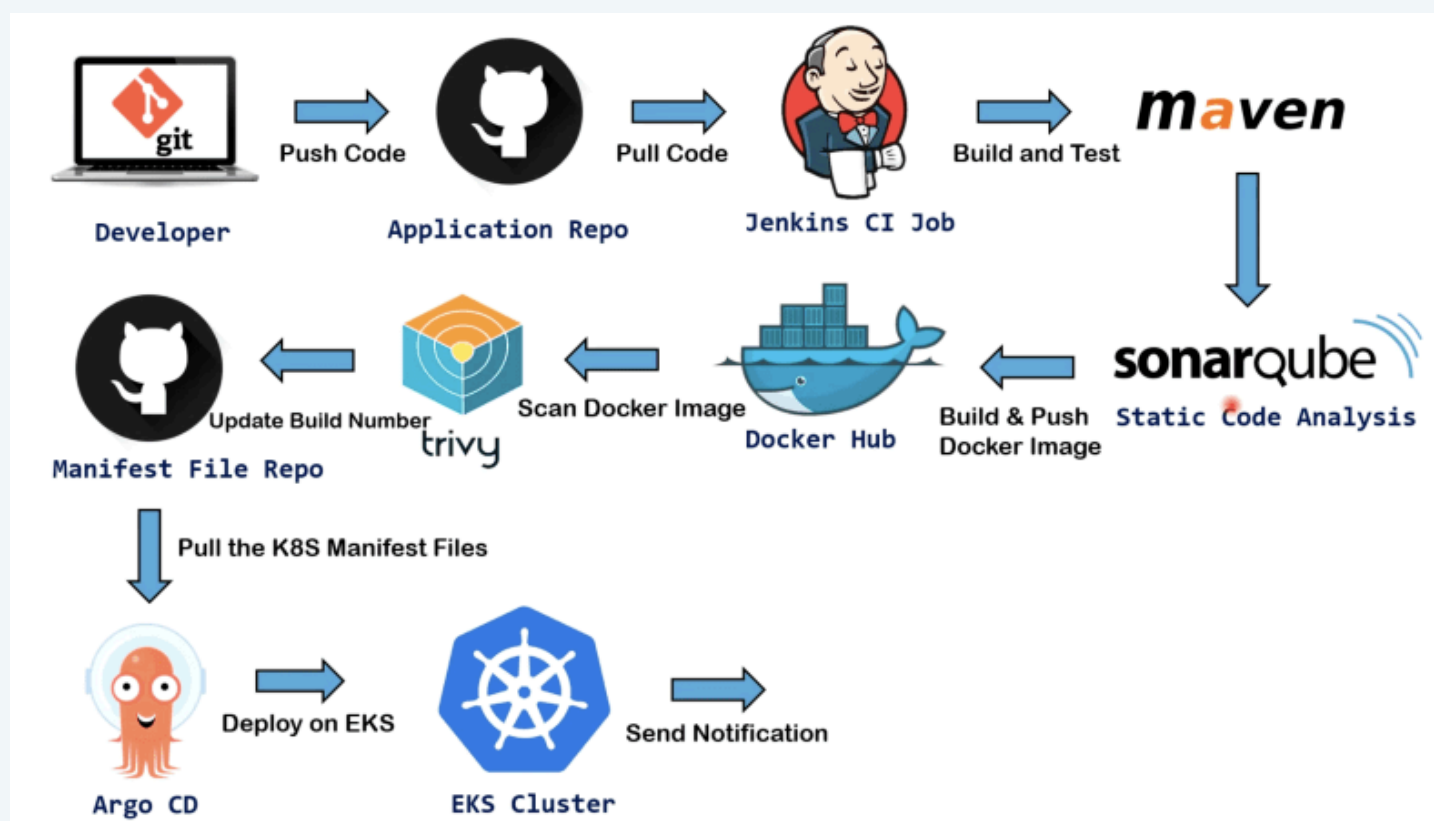 git
Push Code
Pull Code
Build and Test
maven
Developer
Application Repo
Jenkins CI Job
Update Build Number
trivy
Scan Docker Image
Docker Hub
Build & Push
Docker Image
sonarqube
Static Code Analysis
Manifest File Repo
Pull the K8S Manifest Files
Deploy on EKS
Send Notification
Argo CD
EKS Cluster